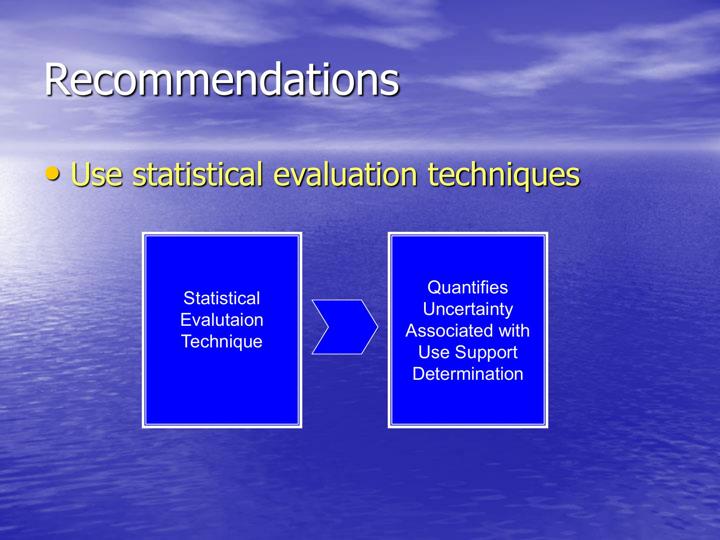 Recommendations
• Use statistical evaluation techniques
Statistical
Evalutaion
Technique
Quantifies
Uncertainty
Associated with
Use Support
Determination